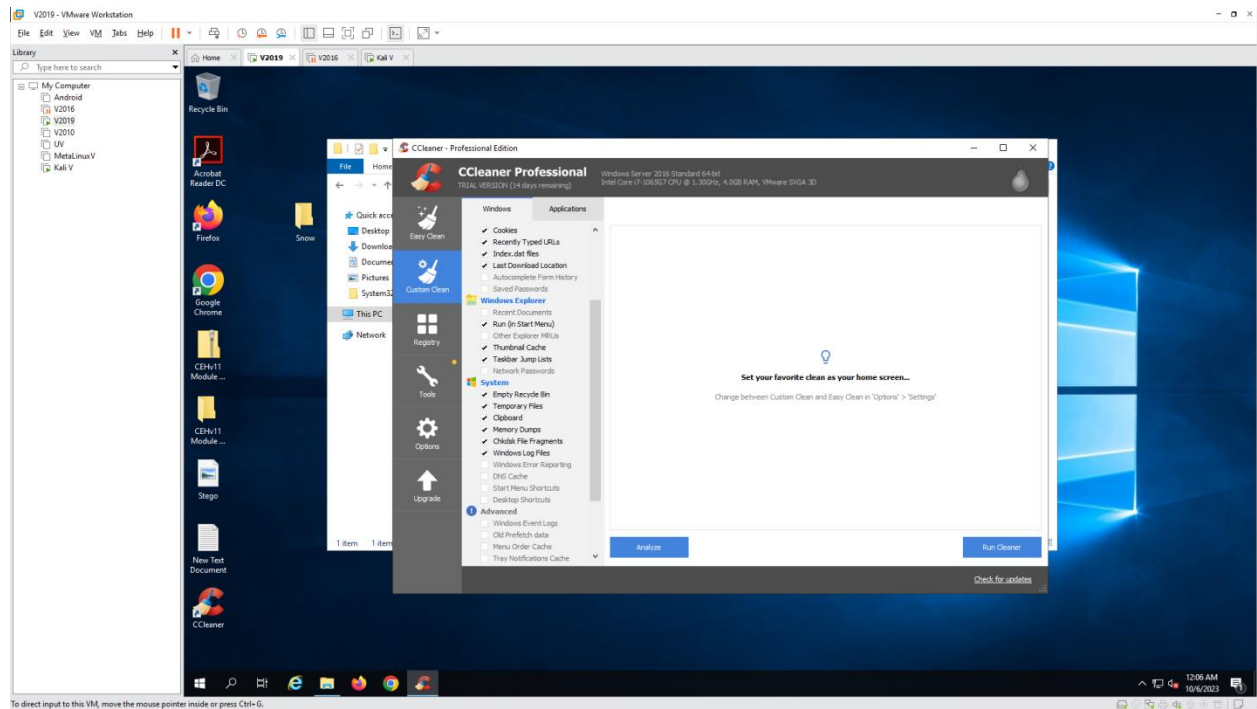 V2019 - VMware Workstation
File Edit View VM Tabs Help
Library
Type here to search
My Computer
Android
V2016
V2019
V2010
UV
MetaLinuxV
Kali V
Home V2019 V2016 Kali V
Recycle Bin
Acrobat
Reader DC
Firefox
Snow
Google
Chrome
CEHv11
Module ...
CEHv11
Module ...
Stego
New Text
Document
CCleaner
File Home
Quick acce
Desktop
Downloa
Docume
Pictures
System32
This PC
Network
1 item 1 item
CCleaner - Professional Edition
CCleaner Professional
TRIAL VERSION (14 days remaining)
Windows Server 2016 Standard 64-bit
Intel Core i7-1065G7 CPU @ 1.30GHz, 4.0GB RAM, VMware SVGA 3D
Easy Clean
Custom Clean
Registry
Tools
Options
Upgrade
Windows Applications
Cookies
Recently Typed URLs
Index.dat files
Last Download Location
Autocomplete Form History
Saved Passwords
Windows Explorer
Recent Documents
Run (in Start Menu)
Other Explorer MRUs
Thumbnail Cache
Taskbar Jump Lists
Network Passwords
System
Empty Recycle Bin
Temporary Files
Clipboard
Memory Dumps
Chkdsk File Fragments
Windows Log Files
Windows Error Reporting
DNS Cache
Start Menu Shortcuts
Desktop Shortcuts
Advanced
Windows Event Logs
Old Prefetch data
Menu Order Cache
Tray Notifications Cache
Set your favorite clean as your home screen...
Change between Custom Clean and Easy Clean in 'Options' > 'Settings'
Analyze
Run Cleaner
Check for updates
12:06 AM
10/6/2023
To direct input to this VM, move the mouse pointer inside or press Ctrl+G.